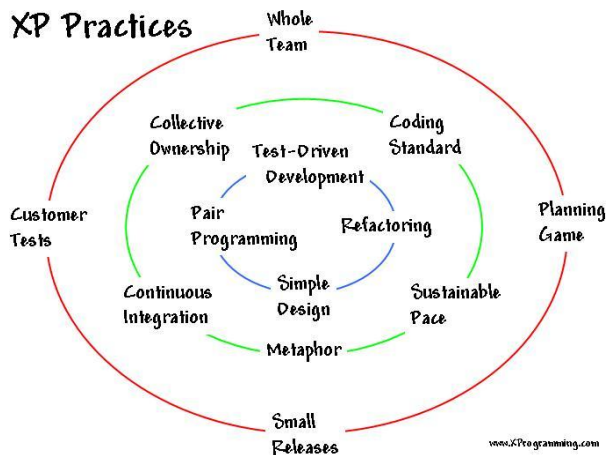 XP Practices
Whole
Team
Collective
Ownership
Coding
Standard
Test-Driven
Development
Customer
Tests
Pair
Programming
Refactoring
Planning
Game
Continuous
Integration
Simple
Design
Sustainable
Pace
Metaphor
Small
Releases
www.XProgramming.com